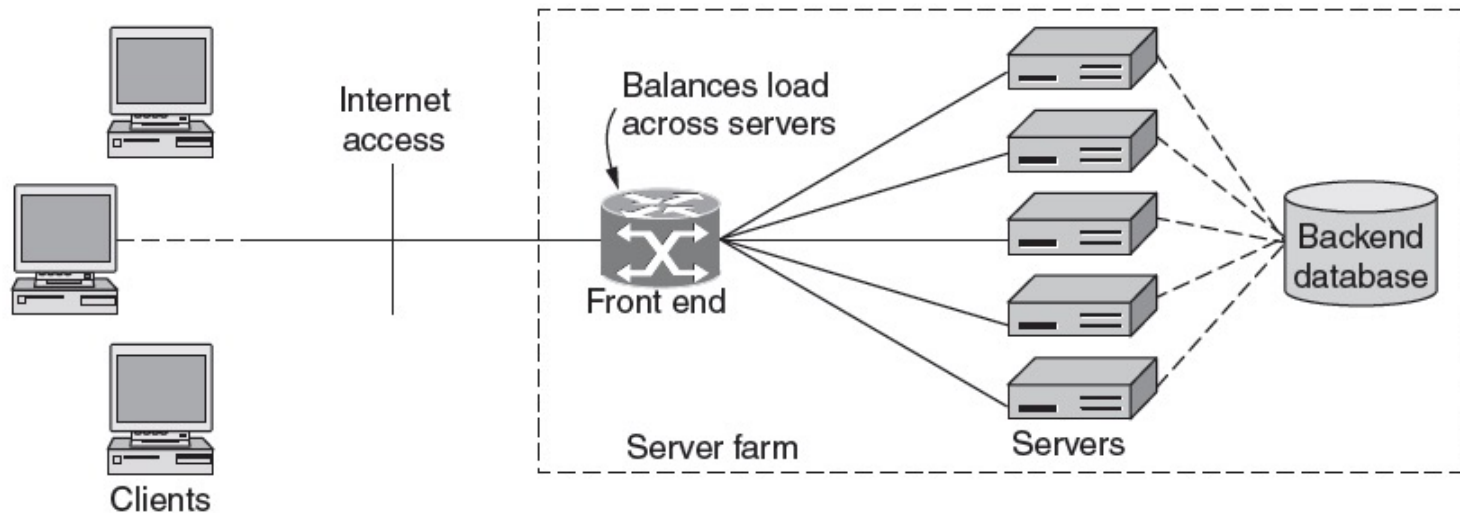 Internet
access
Balances load
across servers
Front end
Backend
database
Server farm
Servers
Clients